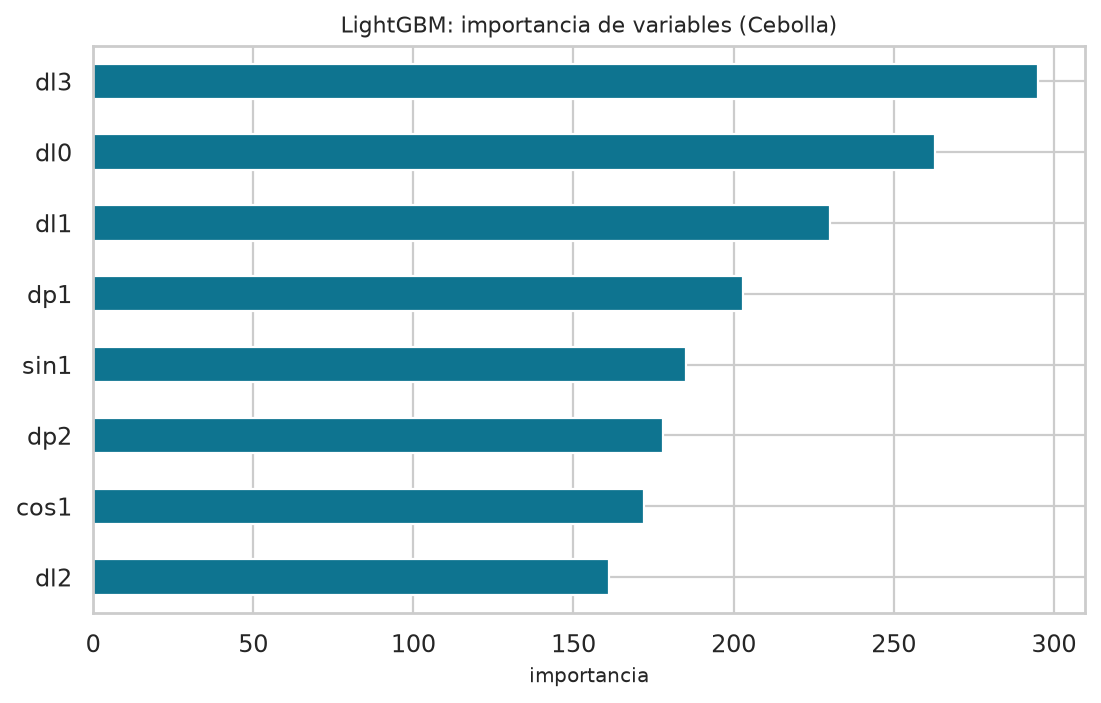 LightGBM: importancia de variables (Cebolla)
dl3
dl0
dl1
dp1
sin1
dp2
cos1
dl2
0 50 100 150 200 250 300
importancia